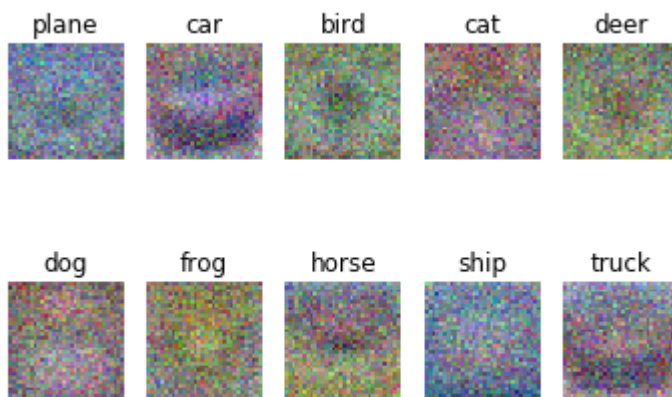 plane car bird cat deer
dog frog horse ship truck